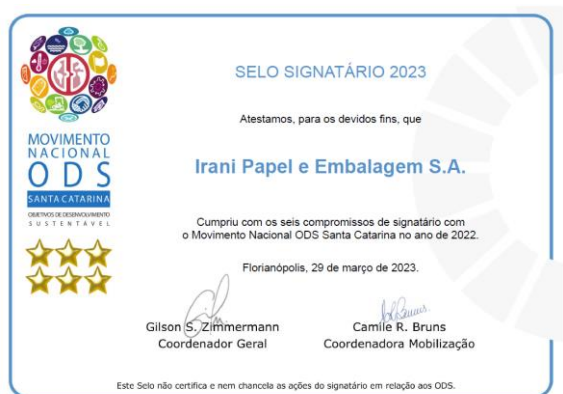 SELO SIGNATÁRIO 2023
Atestamos, para os devidos fins, que
Irani Papel e Embalagem S.A.
Cumpriu com os seis compromissos de signatário com
o Movimento Nacional ODS Santa Catarina no ano de 2022.
Florianópolis, 29 de março de 2023.
MOVIMENTO
NACIONAL
ODS
SANTA CATARINA
OBJETIVOS DE DESENVOLVIMENTO
SUSTENTÁVEL
Gilson S. Zimmermann
Coordenador Geral
Camile R. Bruns
Coordenadora Mobilização
Este Selo não certifica e nem chancela as ações do signatário em relação aos ODS.